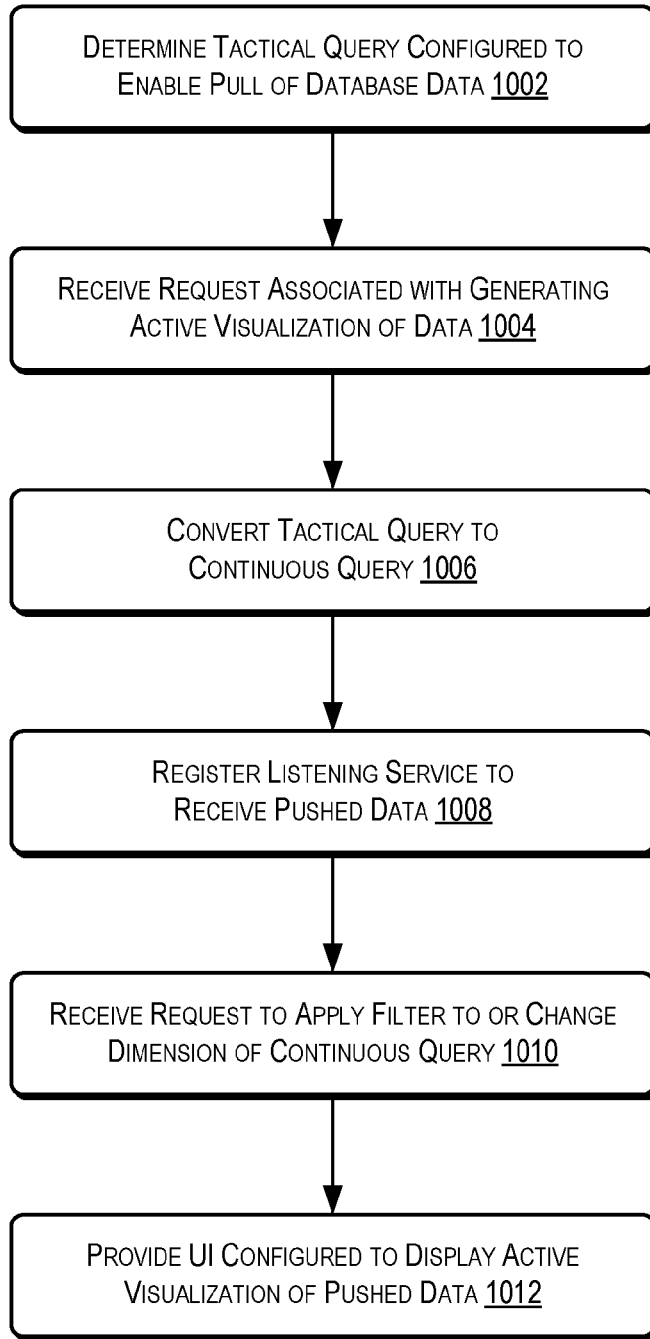 DETERMINE TACTICAL QUERY CONFIGURED TO
ENABLE PULL OF DATABASE DATA 1002
RECEIVE REQUEST ASSOCIATED WITH GENERATING
ACTIVE VISUALIZATION OF DATA 1004
CONVERT TACTICAL QUERY TO
CONTINUOUS QUERY 1006
REGISTER LISTENING SERVICE TO
RECEIVE PUSHED DATA 1008
RECEIVE REQUEST TO APPLY FILTER TO OR CHANGE
DIMENSION OF CONTINUOUS QUERY 1010
PROVIDE UI CONFIGURED TO DISPLAY ACTIVE
VISUALIZATION OF PUSHED DATA 1012